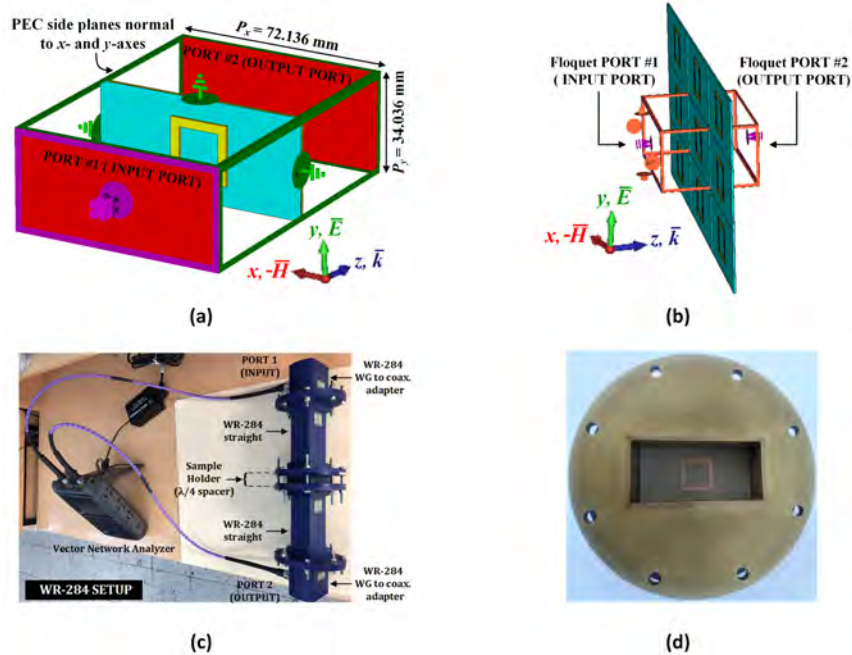 PEC side planes normal
to x- and y-axes
Pₓ = 72.136 mm
PORT #2 (OUTPUT PORT)
Pᵧ = 34.036 mm
PORT #1 ( INPUT PORT)
y, E̅
x, -H̅
z, k̅
(a)
Floquet PORT #1
( INPUT PORT)
Floquet PORT #2
(OUTPUT PORT)
y, E̅
x, -H̅
z, k̅
(b)
PORT 1
(INPUT)
WR-284
WG to coax.
adapter
WR-284
straight
Sample
Holder
(λ/4 spacer)
WR-284
straight
Vector Network Analyzer
WR-284 SETUP
PORT 2
(OUTPUT)
WR-284
WG to coax.
adapter
(c)
(d)